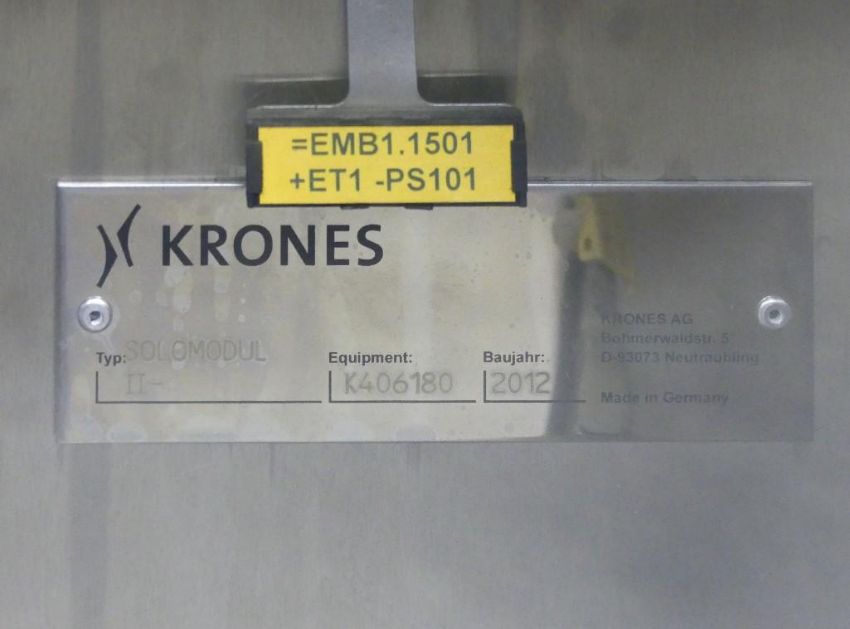 =EMB1.1501
+ET1 -PS101
KRONES
KRONES AG
Böhmerwaldstr. 5
D-93073 Neutraubling
Made in Germany
Typ: SOLOMODUL
II-
Equipment:
K406180
Baujahr:
2012